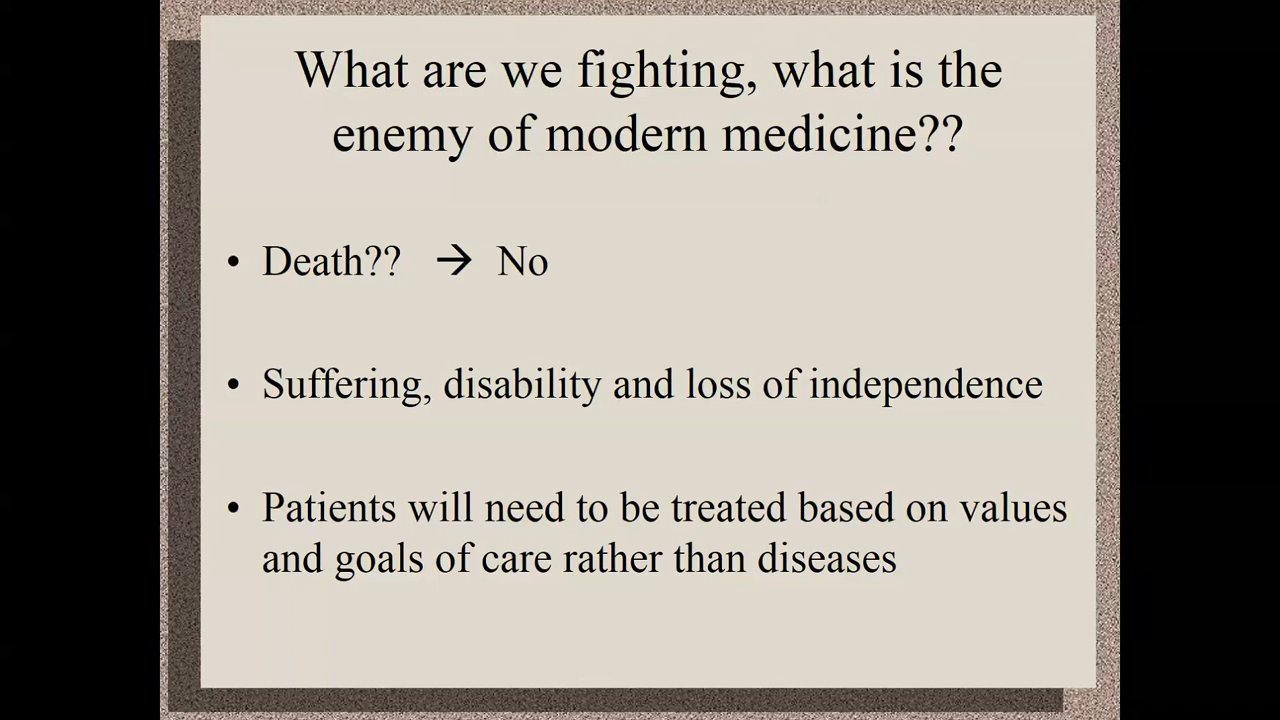 What are we fighting, what is the
enemy of modern medicine??
• Death?? → No
• Suffering, disability and loss of independence
• Patients will need to be treated based on values
and goals of care rather than diseases